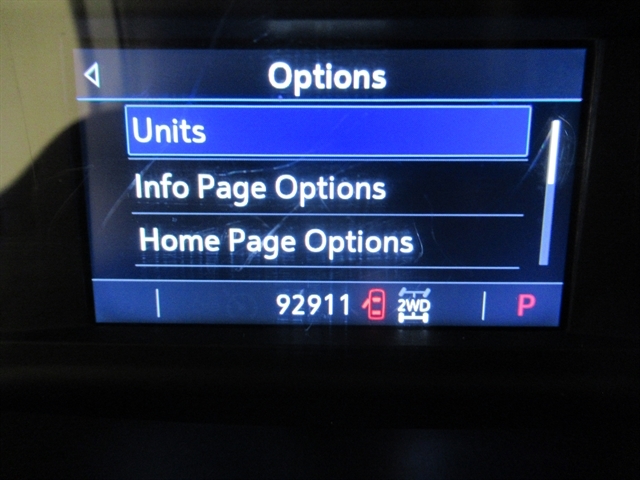 Options
Units
Info Page Options
Home Page Options
92911 2WD P